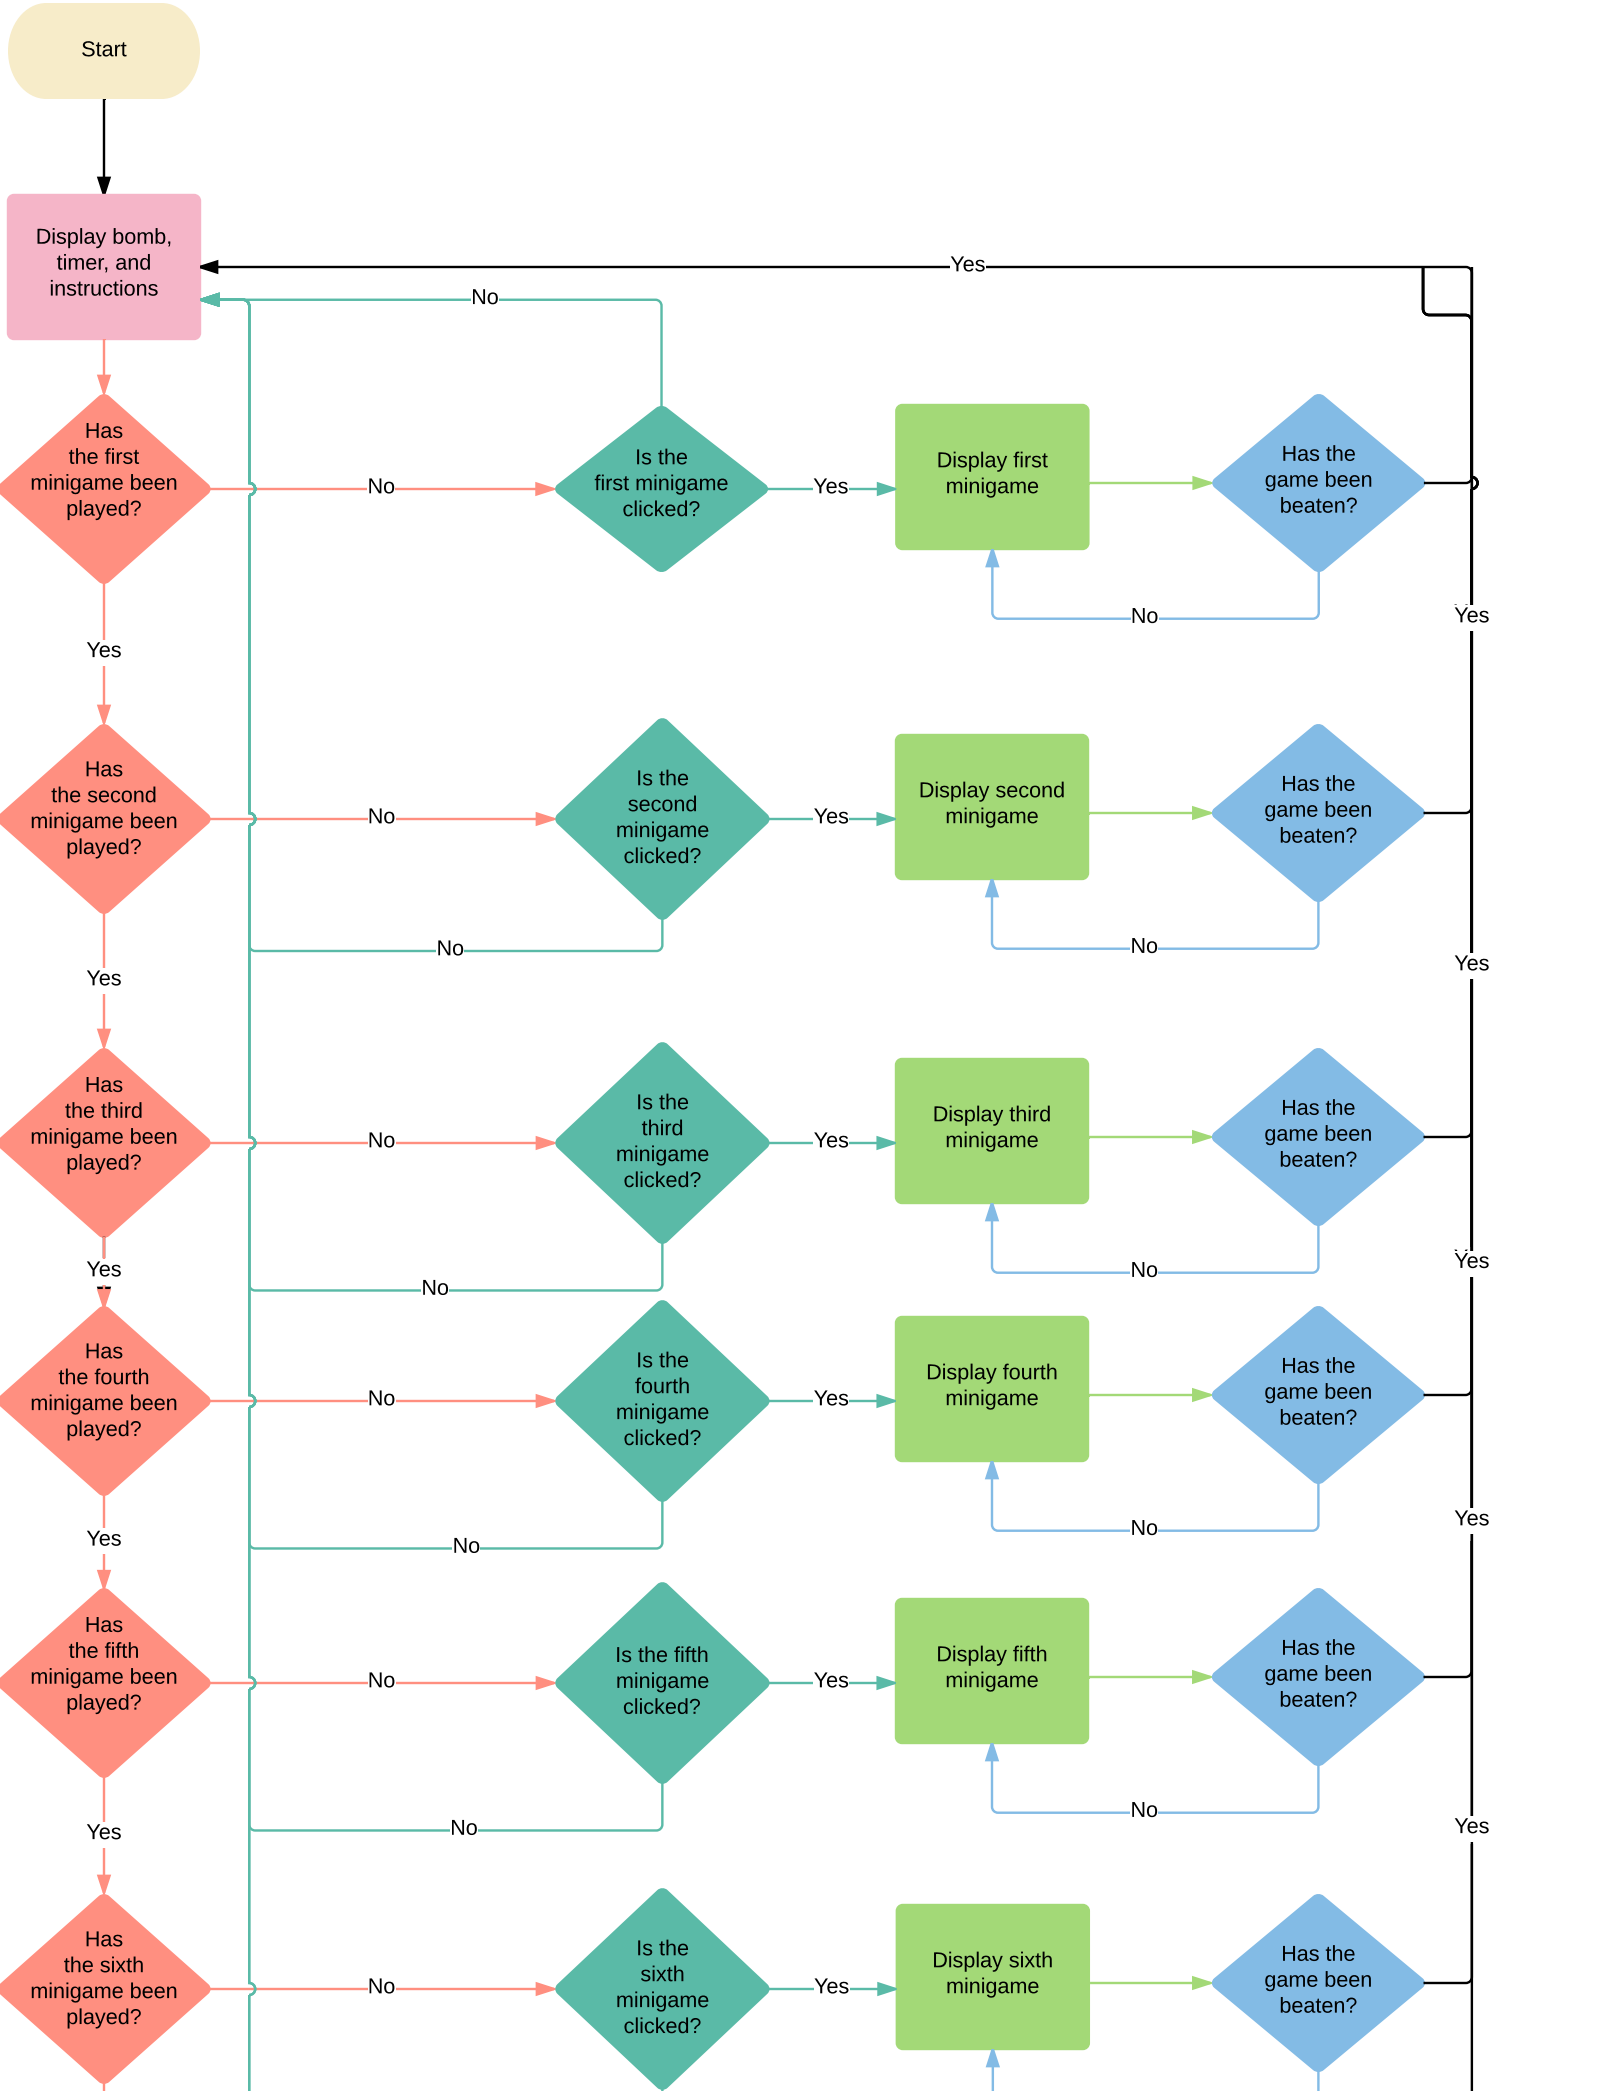 Start
Display bomb,
timer, and
instructions
Yes
No
Has
the first
minigame been
played?
No
Is the
first minigame
clicked?
Yes
Display first
minigame
Has the
game been
beaten?
No
Yes
Yes
Has
the second
minigame been
played?
No
Is the
second
minigame
clicked?
Yes
Display second
minigame
Has the
game been
beaten?
No
No
Yes
Yes
Has
the third
minigame been
played?
No
Is the
third
minigame
clicked?
Yes
Display third
minigame
Has the
game been
beaten?
Yes
No
No
Yes
Has
the fourth
minigame been
played?
No
Is the
fourth
minigame
clicked?
Yes
Display fourth
minigame
Has the
game been
beaten?
Yes
No
No
Yes
Has
the fifth
minigame been
played?
No
Is the fifth
minigame
clicked?
Yes
Display fifth
minigame
Has the
game been
beaten?
Yes
No
No
Yes
Has
the sixth
minigame been
played?
No
Is the
sixth
minigame
clicked?
Yes
Display sixth
minigame
Has the
game been
beaten?